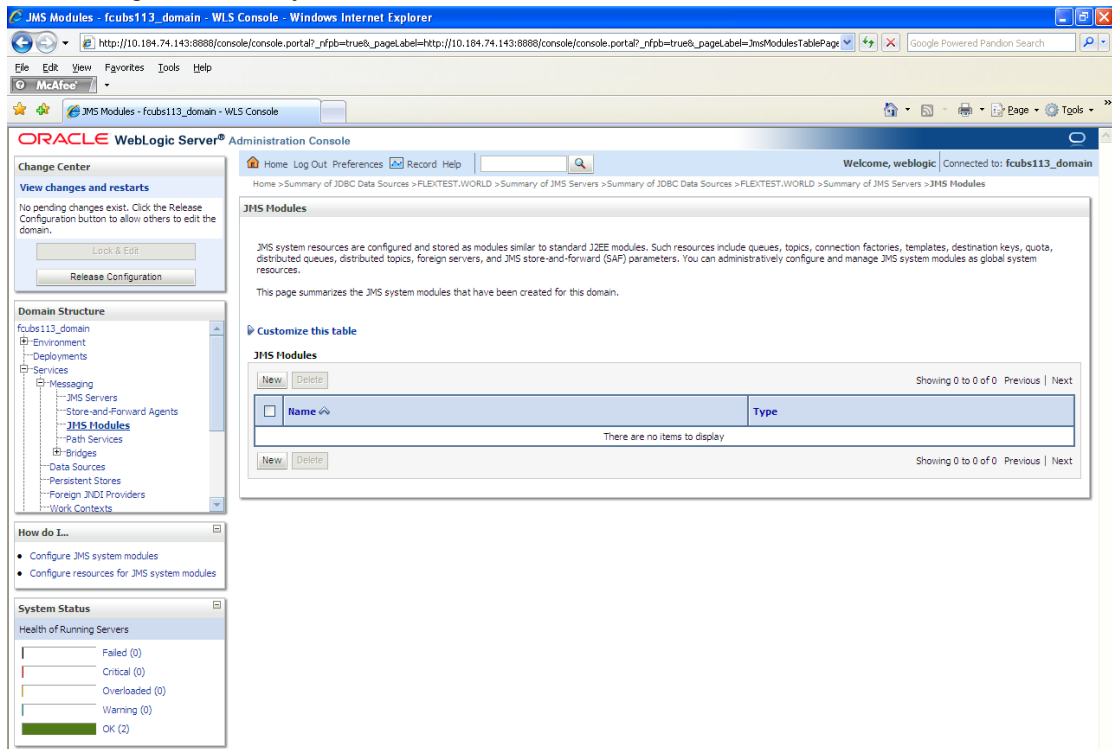 JMS Modules - fcubs113_domain - WLS Console - Windows Internet Explorer
http://10.184.74.143:8888/console/console.portal?_nfpb=true&_pageLabel=http://10.184.74.143:8888/console/console.portal?_nfpb=true&_pageLabel=JmsModulesTablePage
Google Powered Pandion Search
File Edit View Favorites Tools Help
McAfee
JMS Modules - fcubs113_domain - WLS Console
Page Tools »
ORACLE WebLogic Server® Administration Console
Change Center
View changes and restarts
No pending changes exist. Click the Release
Configuration button to allow others to edit the
domain.
Lock & Edit
Release Configuration
Domain Structure
fcubs113_domain
Environment
Deployments
Services
Messaging
JMS Servers
Store-and-Forward Agents
JMS Modules
Path Services
Bridges
Data Sources
Persistent Stores
Foreign JNDI Providers
Work Contexts
How do I...
Configure JMS system modules
Configure resources for JMS system modules
System Status
Health of Running Servers
Failed (0)
Critical (0)
Overloaded (0)
Warning (0)
OK (2)
Home Log Out Preferences Record Help
Welcome, weblogic Connected to: fcubs113_domain
Home >Summary of JDBC Data Sources >FLEXTEST.WORLD >Summary of JMS Servers >Summary of JDBC Data Sources >FLEXTEST.WORLD >Summary of JMS Servers >JMS Modules
JMS Modules
JMS system resources are configured and stored as modules similar to standard J2EE modules. Such resources include queues, topics, connection factories, templates, destination keys, quota,
distributed queues, distributed topics, foreign servers, and JMS store-and-forward (SAF) parameters. You can administratively configure and manage JMS system modules as global system
resources.
This page summarizes the JMS system modules that have been created for this domain.
Customize this table
JMS Modules
New Delete Showing 0 to 0 of 0 Previous | Next
Name Type
There are no items to display
New Delete Showing 0 to 0 of 0 Previous | Next